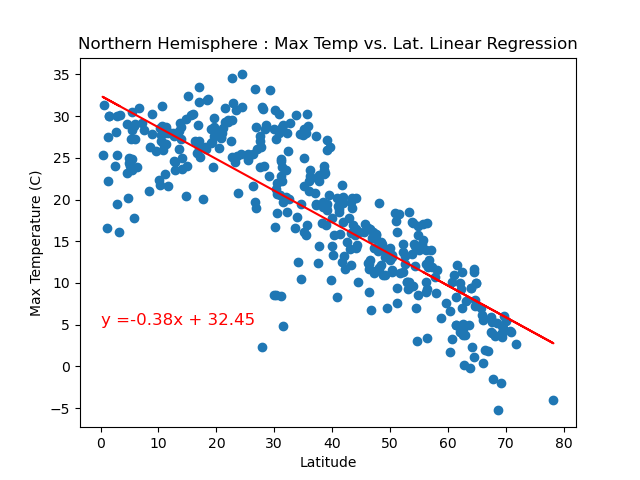 Northern Hemisphere : Max Temp vs. Lat. Linear Regression
35
30
25
20
15
10
5
0
−5
Max Temperature (C)
y =-0.38x + 32.45
0 10 20 30 40 50 60 70 80
Latitude